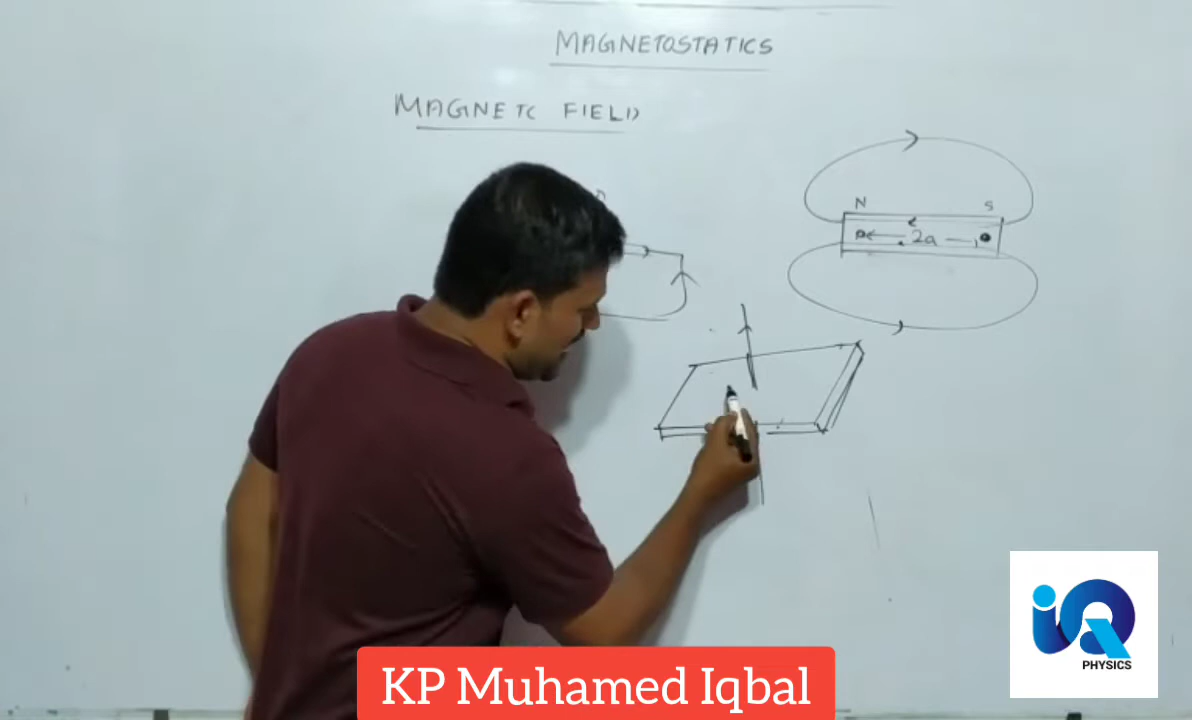 MAGNETOSTATICS
MAGNETC FIELD
N S
2a
iQ
PHYSICS
KP Muhamed Iqbal